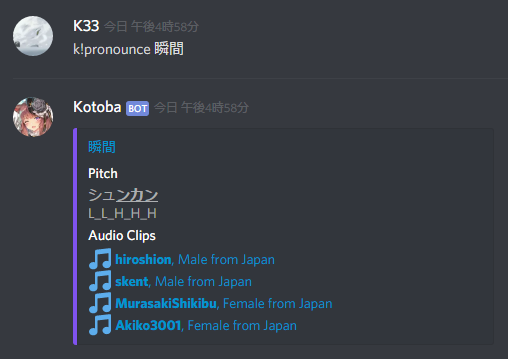 K33 今日 午後4時58分
k!pronounce 瞬間
Kotoba BOT 今日 午後4時58分
瞬間
Pitch
シュンカン
L_L_H_H_H
Audio Clips
hiroshion, Male from Japan
skent, Male from Japan
MurasakiShikibu, Female from Japan
Akiko3001, Female from Japan